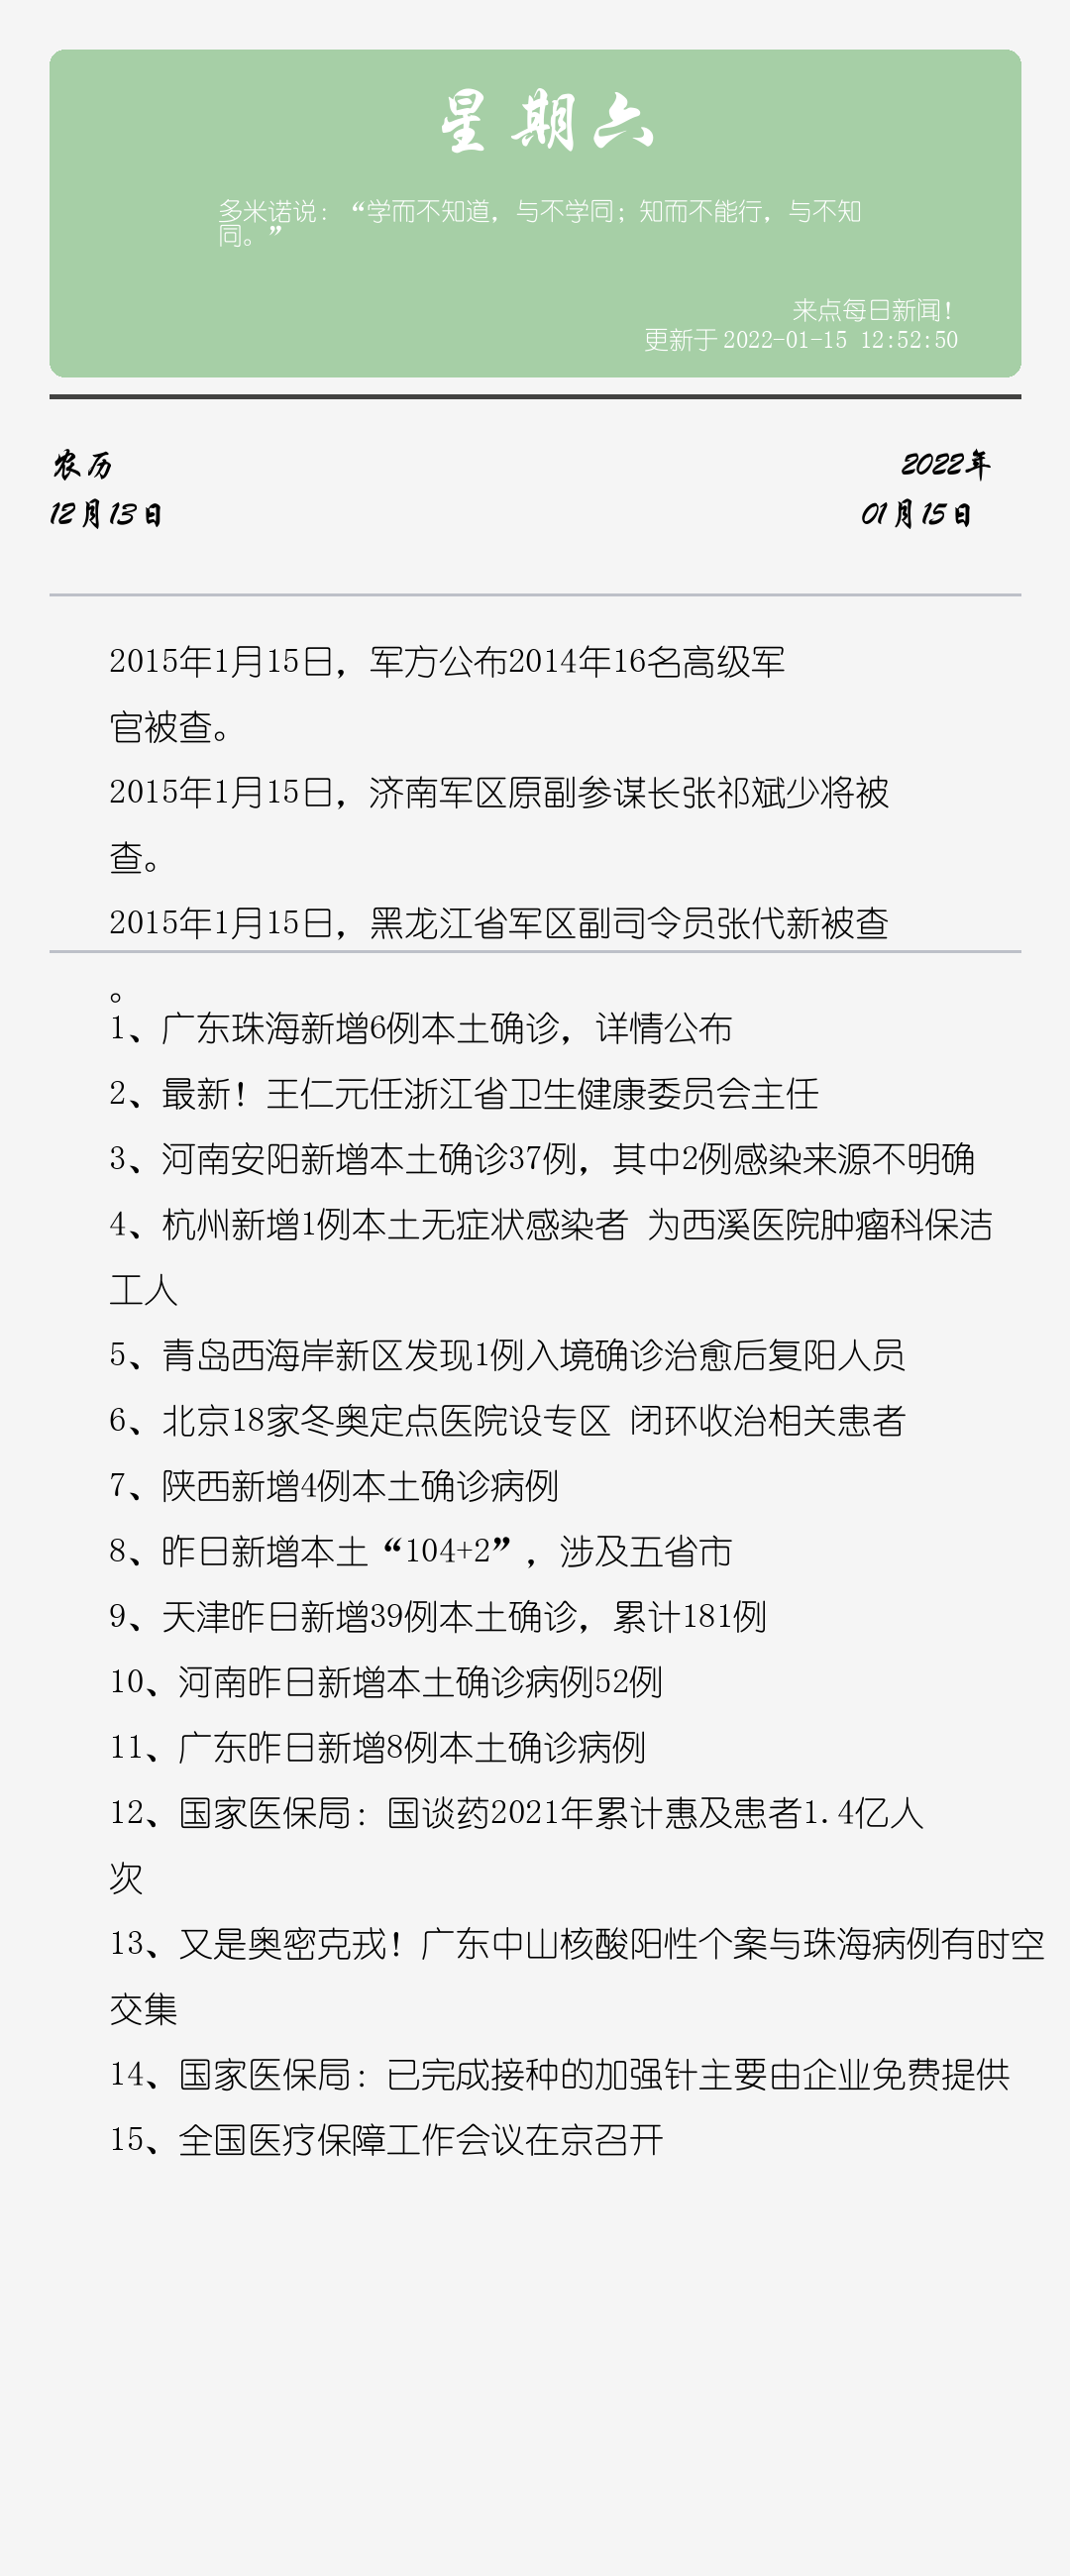 星期六
多米诺说：“学而不知道，与不学同；知而不能行，与不知
同。”
来点每日新闻！
更新于2022-01-15 12:52:50
农历
2022年
12月13日
01月15日
2015年1月15日，军方公布2014年16名高级军
官被查。
2015年1月15日，济南军区原副参谋长张祁斌少将被
查。
2015年1月15日，黑龙江省军区副司令员张代新被查
。
1、广东珠海新增6例本土确诊，详情公布
2、最新！王仁元任浙江省卫生健康委员会主任
3、河南安阳新增本土确诊37例，其中2例感染来源不明确
4、杭州新增1例本土无症状感染者 为西溪医院肿瘤科保洁
工人
5、青岛西海岸新区发现1例入境确诊治愈后复阳人员
6、北京18家冬奥定点医院设专区 闭环收治相关患者
7、陕西新增4例本土确诊病例
8、昨日新增本土“104+2”，涉及五省市
9、天津昨日新增39例本土确诊，累计181例
10、河南昨日新增本土确诊病例52例
11、广东昨日新增8例本土确诊病例
12、国家医保局：国谈药2021年累计惠及患者1.4亿人
次
13、又是奥密克戎！广东中山核酸阳性个案与珠海病例有时空
交集
14、国家医保局：已完成接种的加强针主要由企业免费提供
15、全国医疗保障工作会议在京召开